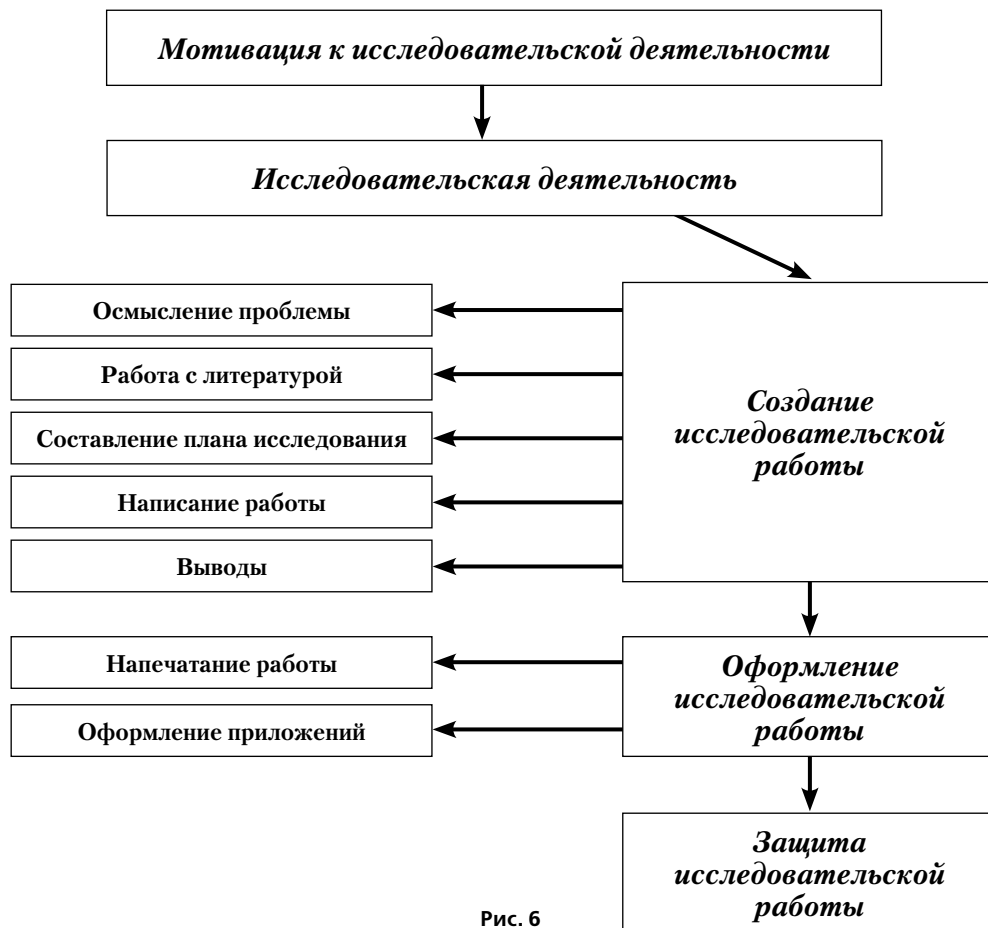 Мотивация к исследовательской деятельности
Исследовательская деятельность
Осмысление проблемы
Работа с литературой
Составление плана исследования
Написание работы
Выводы
Создание
исследовательской
работы
Напечатание работы
Оформление приложений
Оформление
исследовательской
работы
Защита
исследовательской
работы
Рис. 6